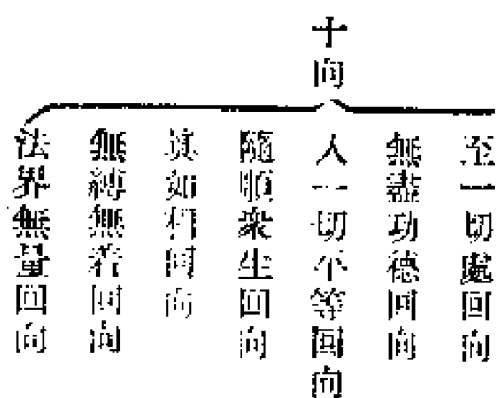 十向
至一切處回向
無盡功德回向
入一切平等回向
隨順衆生回向
眞如相回向
無縛無着回向
法界無量回向